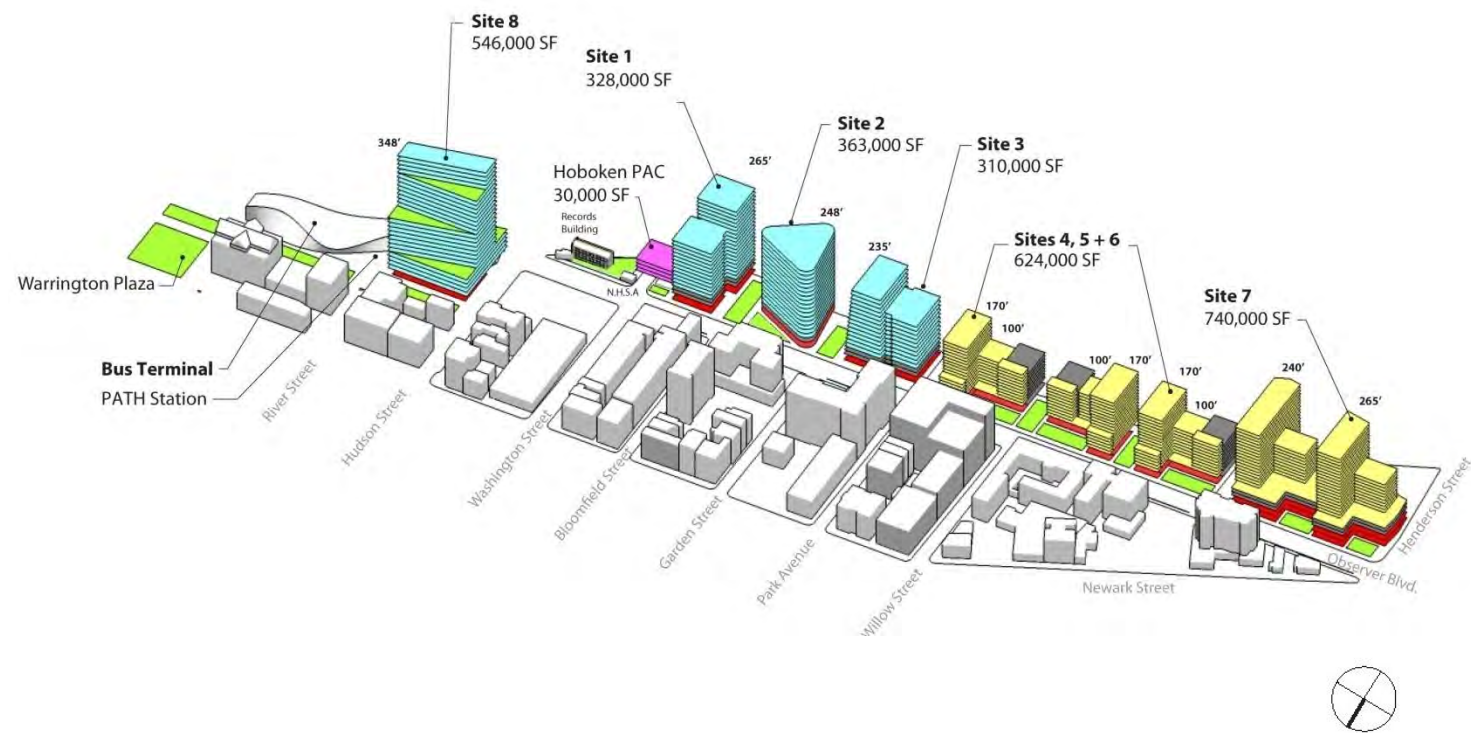 Site 8
546,000 SF
Site 1
328,000 SF
Site 2
363,000 SF
Site 3
310,000 SF
348'
265'
Hoboken PAC
30,000 SF
Records
Building
248'
235'
Sites 4, 5 + 6
624,000 SF
Warrington Plaza
N.H.S.A
Site 7
740,000 SF
170'
100'
Bus Terminal
PATH Station
100'
170'
170'
100'
240'
265'
River Street
Hudson Street
Washington Street
Bloomfield Street
Garden Street
Park Avenue
Willow Street
Newark Street
Observer Blvd.
Henderson Street